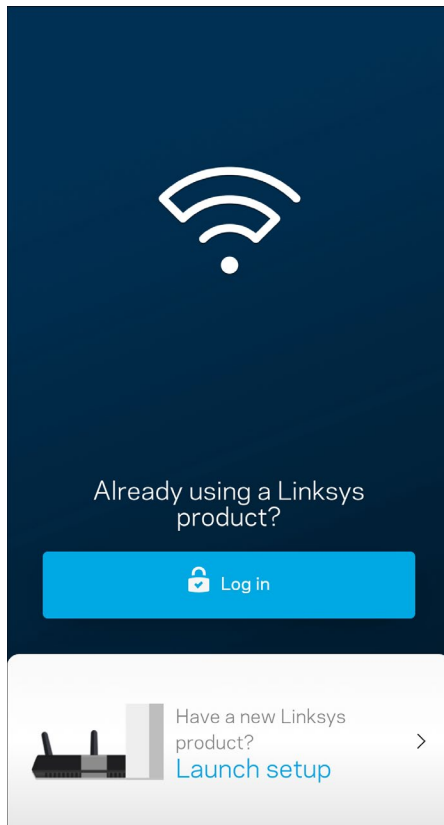 Already using a Linksys
product?
Log in
Have a new Linksys
product?
Launch setup